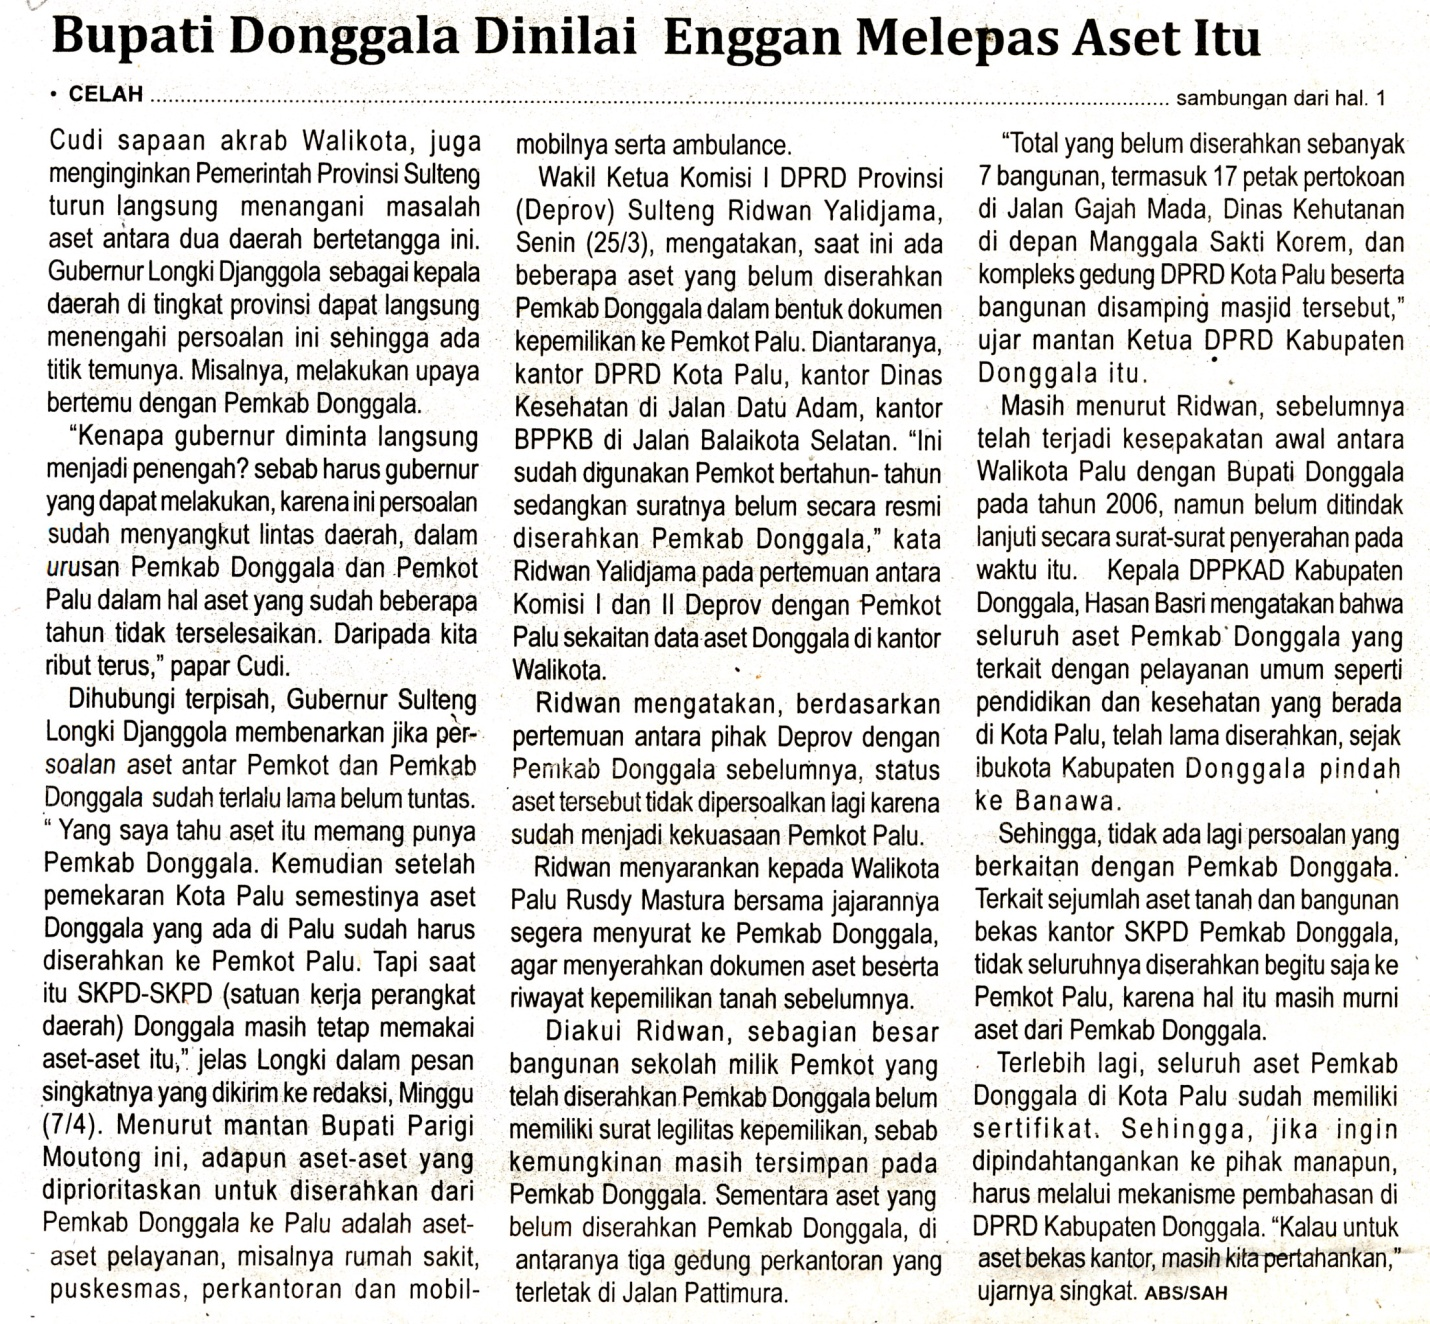 Bupati Donggala Dinilai Enggan Melepas Aset Itu
• CELAH ........ sambungan dari hal. 1
Cudi sapaan akrab Walikota, juga
menginginkan Pemerintah Provinsi Sulteng
turun langsung menangani masalah
aset antara dua daerah bertetangga ini.
Gubernur Longki Djanggola sebagai kepala
daerah di tingkat provinsi dapat langsung
menengahi persoalan ini sehingga ada
titik temunya. Misalnya, melakukan upaya
bertemu dengan Pemkab Donggala.
“Kenapa gubernur diminta langsung
menjadi penengah? sebab harus gubernur
yang dapat melakukan, karena ini persoalan
sudah menyangkut lintas daerah, dalam
urusan Pemkab Donggala dan Pemkot
Palu dalam hal aset yang sudah beberapa
tahun tidak terselesaikan. Daripada kita
ribut terus,” papar Cudi.
Dihubungi terpisah, Gubernur Sulteng
Longki Djanggola membenarkan jika per-
soalan aset antar Pemkot dan Pemkab
Donggala sudah terlalu lama belum tuntas.
“ Yang saya tahu aset itu memang punya
Pemkab Donggala. Kemudian setelah
pemekaran Kota Palu semestinya aset
Donggala yang ada di Palu sudah harus
diserahkan ke Pemkot Palu. Tapi saat
itu SKPD-SKPD (satuan kerja perangkat
daerah) Donggala masih tetap memakai
aset-aset itu,” jelas Longki dalam pesan
singkatnya yang dikirim ke redaksi, Minggu
(7/4). Menurut mantan Bupati Parigi
Moutong ini, adapun aset-aset yang
diprioritaskan untuk diserahkan dari
Pemkab Donggala ke Palu adalah aset-
aset pelayanan, misalnya rumah sakit,
puskesmas, perkantoran dan mobil-
mobilnya serta ambulance.
Wakil Ketua Komisi I DPRD Provinsi
(Deprov) Sulteng Ridwan Yalidjama,
Senin (25/3), mengatakan, saat ini ada
beberapa aset yang belum diserahkan
Pemkab Donggala dalam bentuk dokumen
kepemilikan ke Pemkot Palu. Diantaranya,
kantor DPRD Kota Palu, kantor Dinas
Kesehatan di Jalan Datu Adam, kantor
BPPKB di Jalan Balaikota Selatan. “Ini
sudah digunakan Pemkot bertahun- tahun
sedangkan suratnya belum secara resmi
diserahkan Pemkab Donggala,” kata
Ridwan Yalidjama pada pertemuan antara
Komisi I dan II Deprov dengan Pemkot
Palu sekaitan data aset Donggala di kantor
Walikota.
Ridwan mengatakan, berdasarkan
pertemuan antara pihak Deprov dengan
Pemkab Donggala sebelumnya, status
aset tersebut tidak dipersoalkan lagi karena
sudah menjadi kekuasaan Pemkot Palu.
Ridwan menyarankan kepada Walikota
Palu Rusdy Mastura bersama jajarannya
segera menyurat ke Pemkab Donggala,
agar menyerahkan dokumen aset beserta
riwayat kepemilikan tanah sebelumnya.
Diakui Ridwan, sebagian besar
bangunan sekolah milik Pemkot yang
telah diserahkan Pemkab Donggala belum
memiliki surat legilitas kepemilikan, sebab
kemungkinan masih tersimpan pada
Pemkab Donggala. Sementara aset yang
belum diserahkan Pemkab Donggala, di
antaranya tiga gedung perkantoran yang
terletak di Jalan Pattimura.
“Total yang belum diserahkan sebanyak
7 bangunan, termasuk 17 petak pertokoan
di Jalan Gajah Mada, Dinas Kehutanan
di depan Manggala Sakti Korem, dan
kompleks gedung DPRD Kota Palu beserta
bangunan disamping masjid tersebut,”
ujar mantan Ketua DPRD Kabupaten
Donggala itu.
Masih menurut Ridwan, sebelumnya
telah terjadi kesepakatan awal antara
Walikota Palu dengan Bupati Donggala
pada tahun 2006, namun belum ditindak
lanjuti secara surat-surat penyerahan pada
waktu itu. Kepala DPPKAD Kabupaten
Donggala, Hasan Basri mengatakan bahwa
seluruh aset Pemkab Donggala yang
terkait dengan pelayanan umum seperti
pendidikan dan kesehatan yang berada
di Kota Palu, telah lama diserahkan, sejak
ibukota Kabupaten Donggala pindah
ke Banawa.
Sehingga, tidak ada lagi persoalan yang
berkaitan dengan Pemkab Donggala.
Terkait sejumlah aset tanah dan bangunan
bekas kantor SKPD Pemkab Donggala,
tidak seluruhnya diserahkan begitu saja ke
Pemkot Palu, karena hal itu masih murni
aset dari Pemkab Donggala.
Terlebih lagi, seluruh aset Pemkab
Donggala di Kota Palu sudah memiliki
sertifikat. Sehingga, jika ingin
dipindahtangankan ke pihak manapun,
harus melalui mekanisme pembahasan di
DPRD Kabupaten Donggala. “Kalau untuk
aset bekas kantor, masih kita pertahankan,”
ujarnya singkat. ABS/SAH